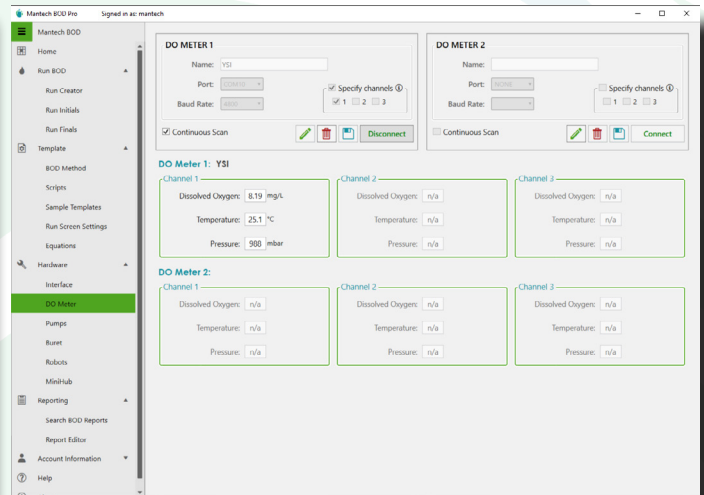 Mantech BOD Pro Signed in as: mantech
Mantech BOD
Home
Run BOD
Run Creator
Run Initials
Run Finals
Template
BOD Method
Scripts
Sample Templates
Run Screen Settings
Equations
Hardware
Interface
DO Meter
Pumps
Buret
Robots
MiniHub
Reporting
Search BOD Reports
Report Editor
Account Information
Help
DO METER 1
Name: YSI
Port:
Specify channels
Baud Rate: 4800
1 2 3
Continuous Scan
Disconnect
DO METER 2
Name:
Port: NONE
Specify channels
Baud Rate:
1 2 3
Continuous Scan
Connect
DO Meter 1: YSI
Channel 1
Dissolved Oxygen: 8.19 mg/L
Temperature: 25.1 °C
Pressure: 988 mbar
Channel 2
Dissolved Oxygen: n/a
Temperature: n/a
Pressure: n/a
Channel 3
Dissolved Oxygen: n/a
Temperature: n/a
Pressure: n/a
DO Meter 2:
Channel 1
Dissolved Oxygen: n/a
Temperature: n/a
Pressure: n/a
Channel 2
Dissolved Oxygen: n/a
Temperature: n/a
Pressure: n/a
Channel 3
Dissolved Oxygen: n/a
Temperature: n/a
Pressure: n/a